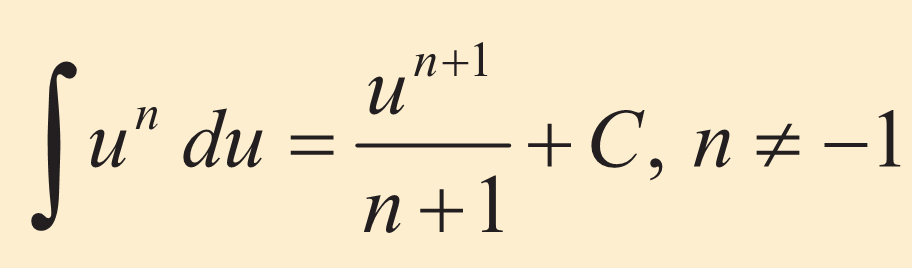 ∫ uⁿ du = uⁿ⁺¹/(n+1) + C, n ≠ −1